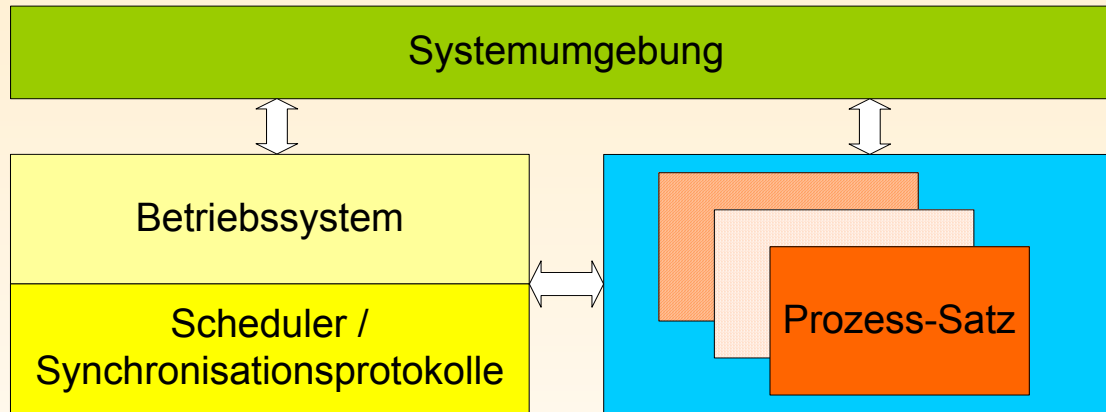 Systemumgebung
Betriebssystem
Scheduler /
Synchronisationsprotokolle
Prozess-Satz